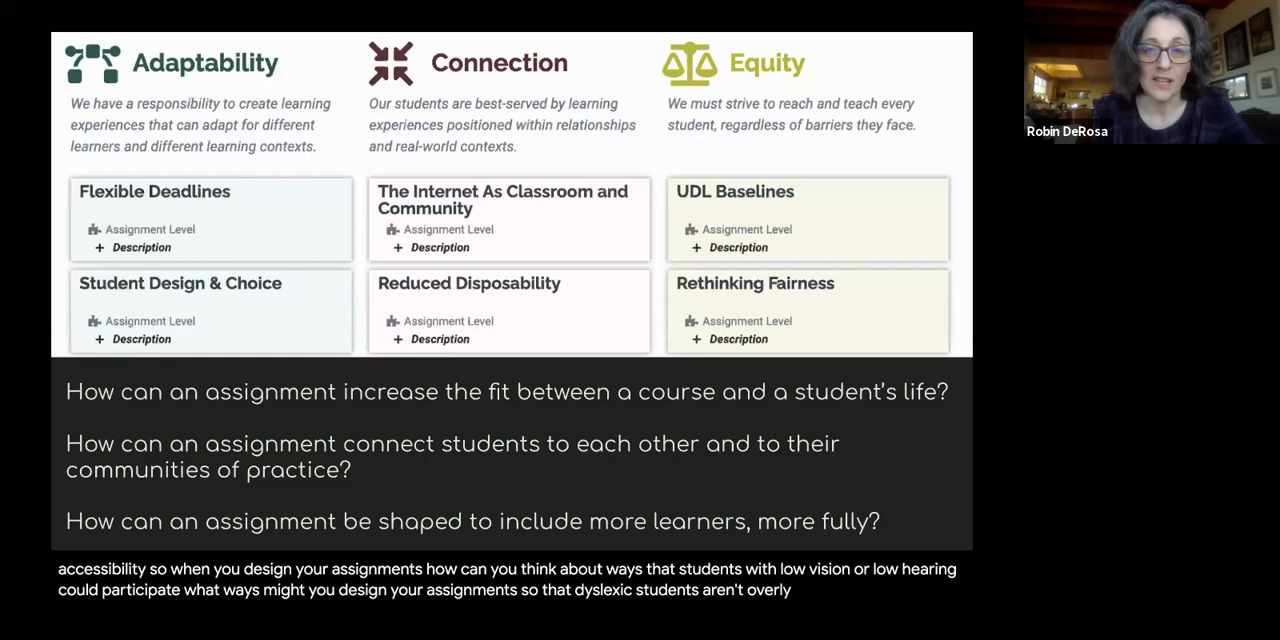 Adaptability
We have a responsibility to create learning
experiences that can adapt for different
learners and different learning contexts.
Flexible Deadlines
Assignment Level
+ Description
Student Design & Choice
Assignment Level
+ Description
Connection
Our students are best-served by learning
experiences positioned within relationships
and real-world contexts.
The Internet As Classroom and
Community
Assignment Level
+ Description
Reduced Disposability
Assignment Level
+ Description
Equity
We must strive to reach and teach every
student, regardless of barriers they face.
UDL Baselines
Assignment Level
+ Description
Rethinking Fairness
Assignment Level
+ Description
How can an assignment increase the fit between a course and a student's life?
How can an assignment connect students to each other and to their
communities of practice?
How can an assignment be shaped to include more learners, more fully?
accessibility so when you design your assignments how can you think about ways that students with low vision or low hearing
could participate what ways might you design your assignments so that dyslexic students aren't overly
Robin DeRosa